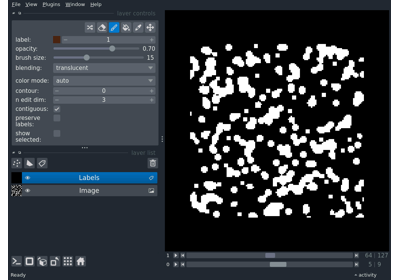 File View Plugins Window Help
layer controls
label: 1
opacity: 0.70
brush size: 15
blending: translucent
color mode: auto
contour: 0
n edit dim: 3
contiguous:
preserve
labels:
show
selected:
layer list
Labels
Image
1 64 127
0 5 9
Ready
activity